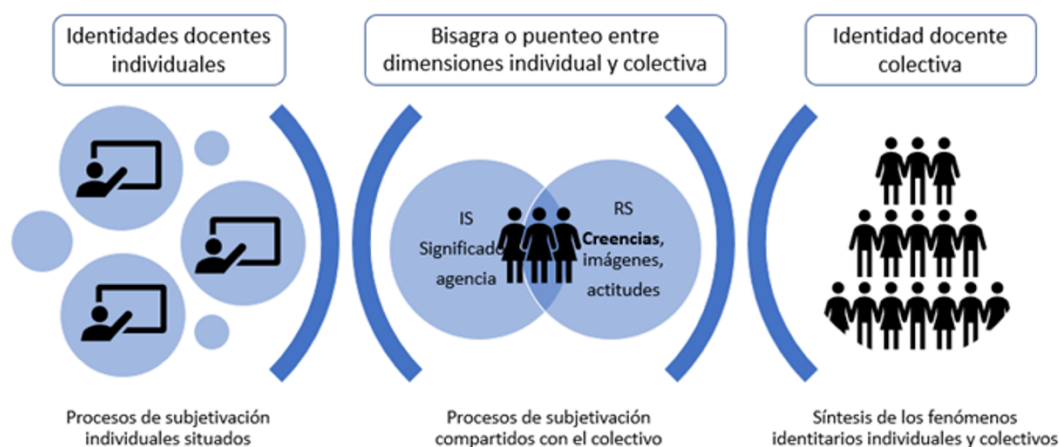 Identidades docentes
individuales
Bisagra o puenteo entre
dimensiones individual y colectiva
Identidad docente
colectiva
IS
Significado
agencia
RS
Creencias,
imágenes,
actitudes
Procesos de subjetivación
individuales situados
Procesos de subjetivación
compartidos con el colectivo
Síntesis de los fenómenos
identitarios individuales y colectivos